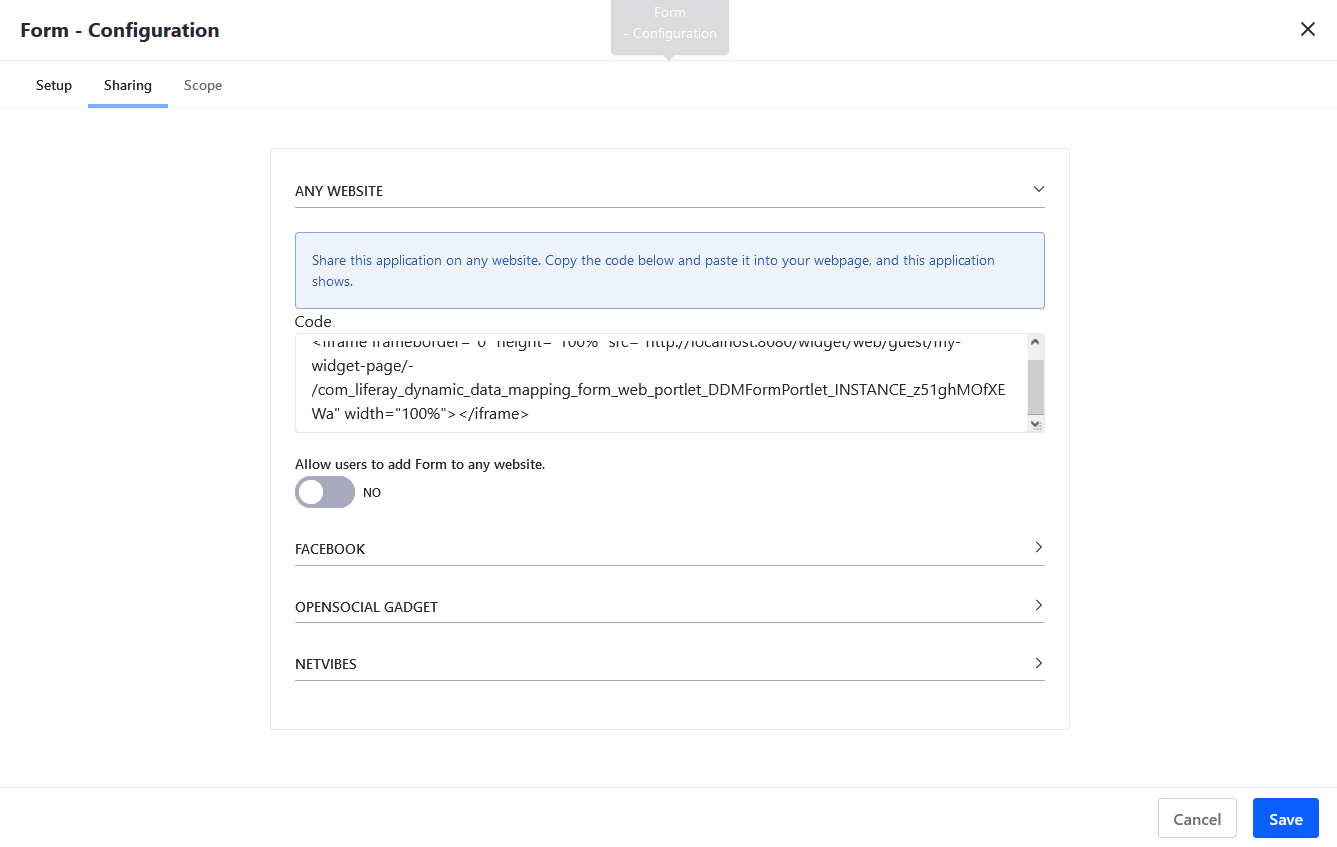 Form - Configuration
Form
- Configuration
Setup
Sharing
Scope
ANY WEBSITE
Share this application on any website. Copy the code below and paste it into your webpage, and this application
shows.
Code
<iframe frameborder="0" height="100%" src="http://localhost:8080/widget/web/guest/my-
widget-page/-
/com_liferay_dynamic_data_mapping_form_web_portlet_DDMFormPortlet_INSTANCE_z51ghMOfXE
Wa" width="100%"></iframe>
Allow users to add Form to any website.
NO
FACEBOOK
OPENSOCIAL GADGET
NETVIBES
Cancel
Save